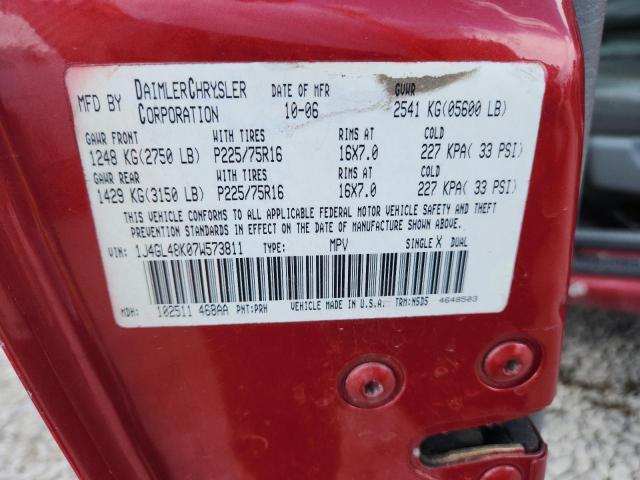 MFD BY DAIMLERCHRYSLER CORPORATION DATE OF MFR 10-06 GVWR 2541 KG(05600 LB)
GAWR FRONT WITH TIRES RIMS AT COLD
1248 KG(2750 LB) P225/75R16 16X7.0 227 KPA( 33 PSI)
GAWR REAR WITH TIRES RIMS AT COLD
1429 KG(3150 LB) P225/75R16 16X7.0 227 KPA( 33 PSI)
THIS VEHICLE CONFORMS TO ALL APPLICABLE FEDERAL MOTOR VEHICLE SAFETY AND THEFT
PREVENTION STANDARDS IN EFFECT ON THE DATE OF MANUFACTURE SHOWN ABOVE.
VIN: 1J4GL48K07W573811 TYPE: MPV SINGLE X DUAL
MDH: 102511 468AA PNT:PRH VEHICLE MADE IN U.S.A. TRM:N5D5 4648503